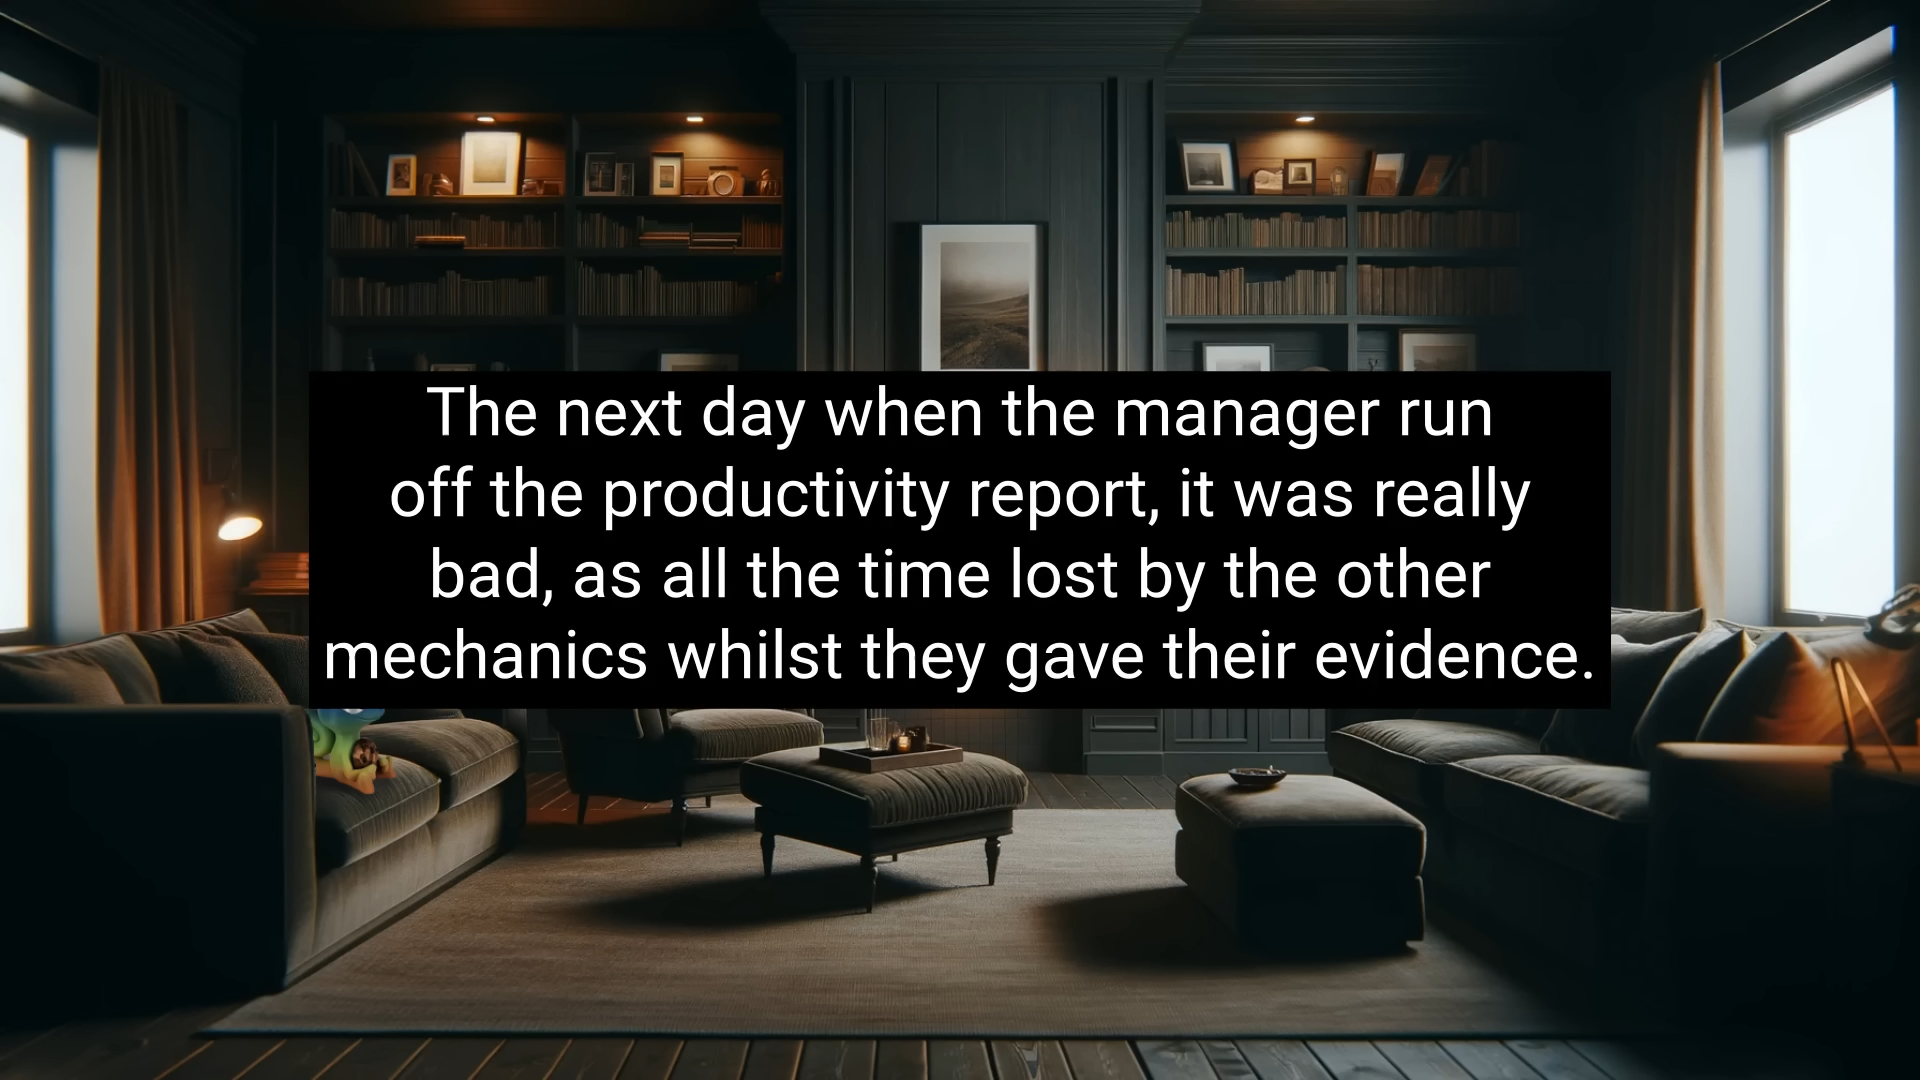 The next day when the manager run
off the productivity report, it was really
bad, as all the time lost by the other
mechanics whilst they gave their evidence.